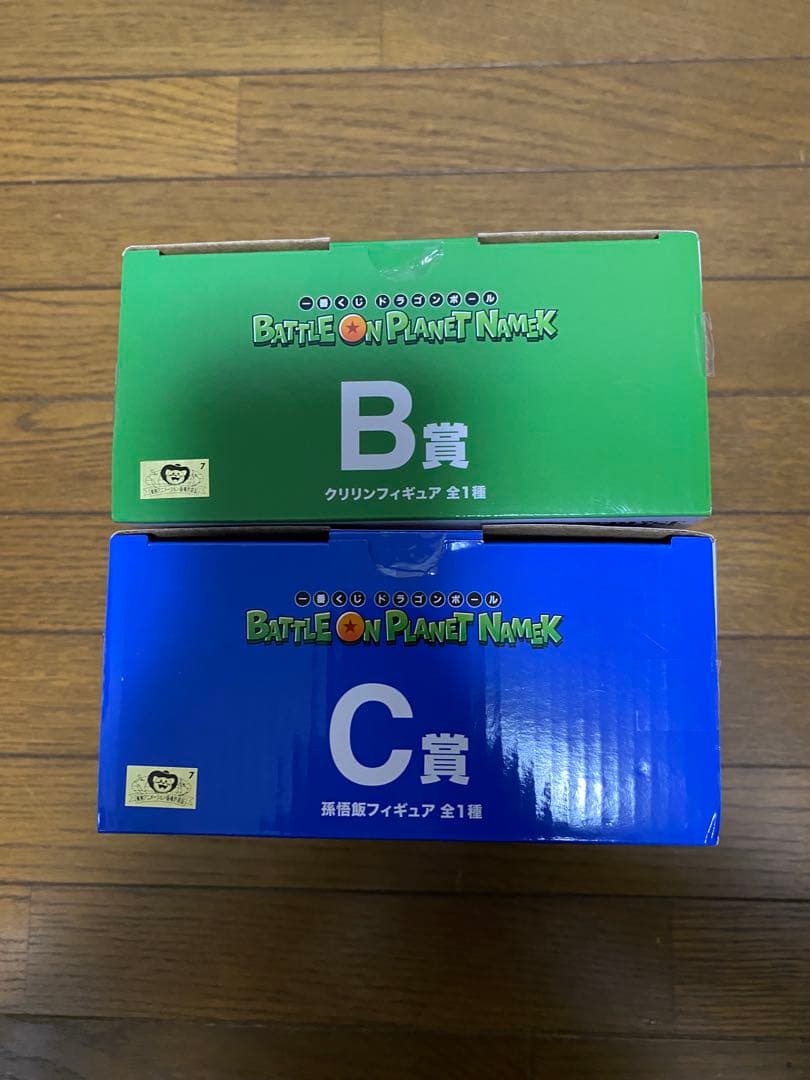 一番くじ ドラゴンボール
BATTLE ON PLANET NAMEK
B賞
クリリンフィギュア 全1種
7
一番くじ ドラゴンボール
BATTLE ON PLANET NAMEK
C賞
7
孫悟飯フィギュア 全1種